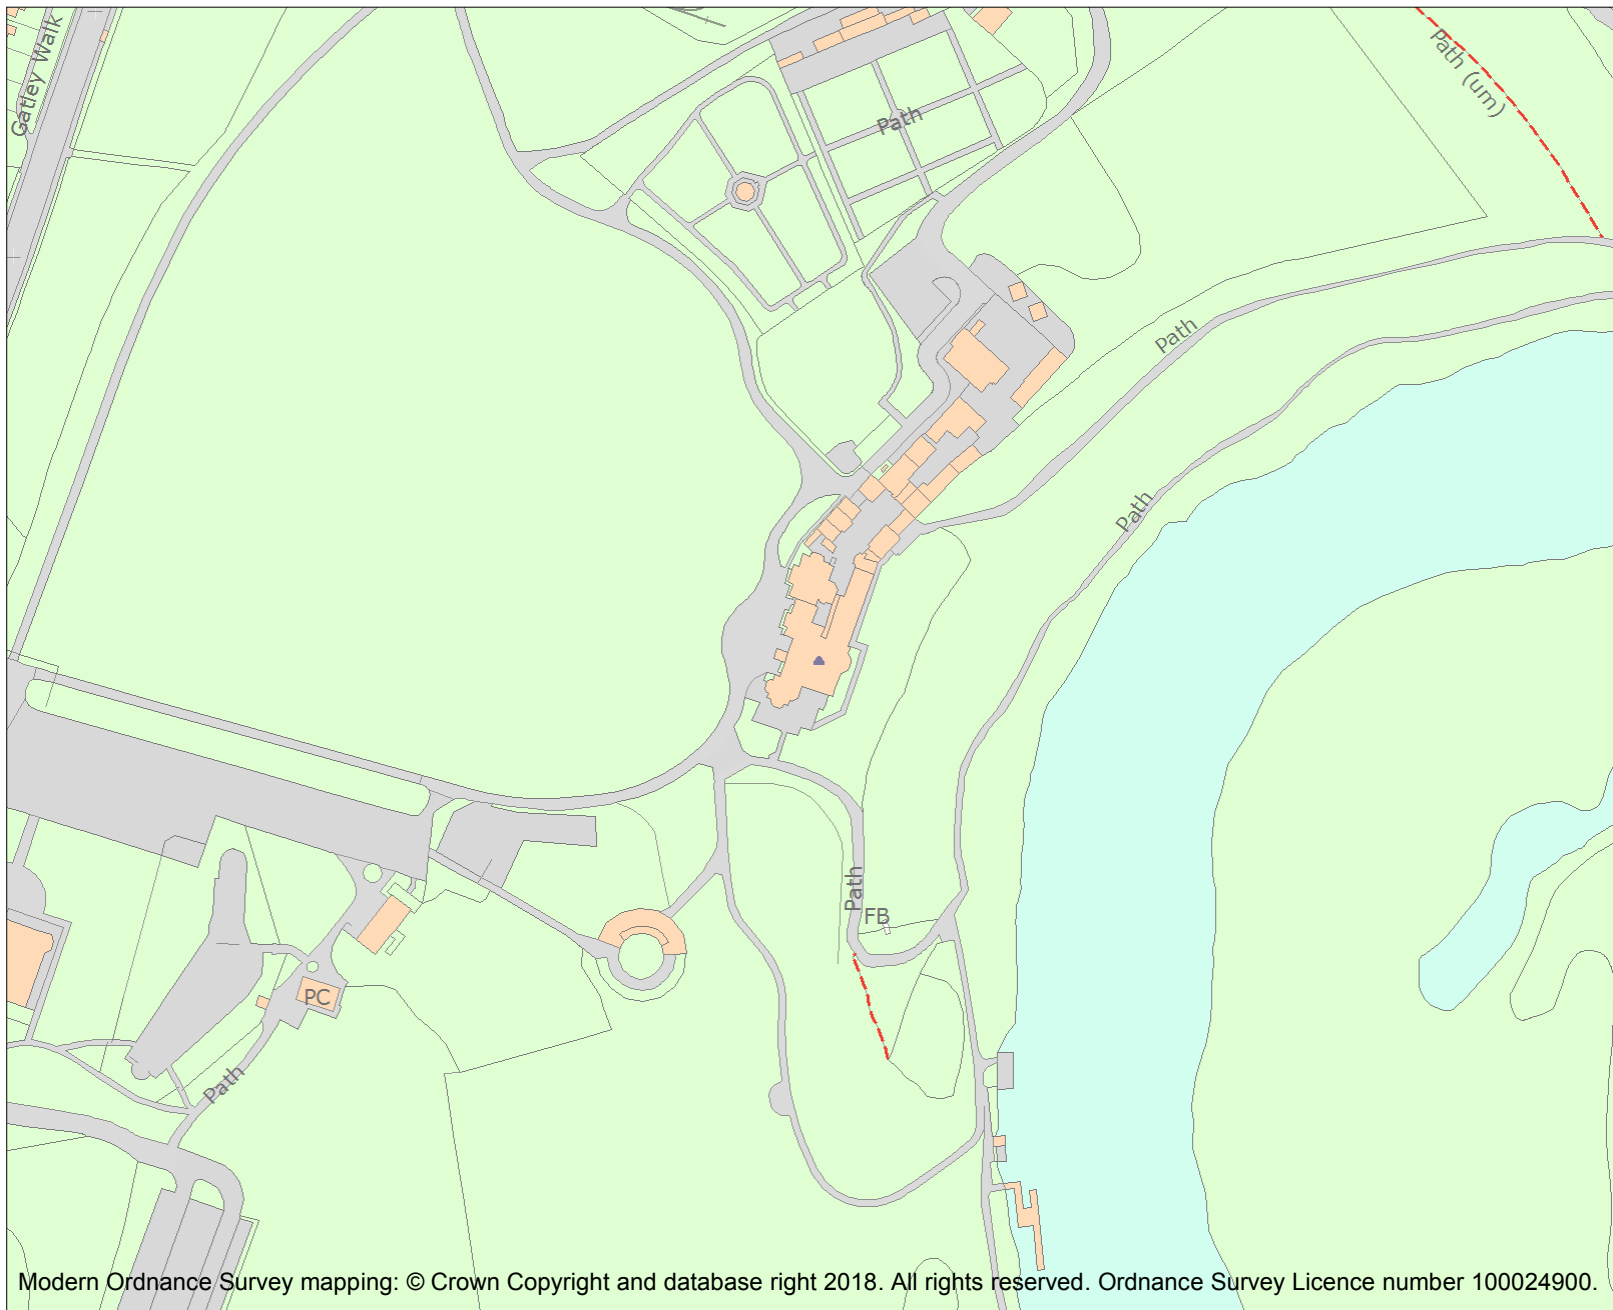 Gatley Walk
Path
Path (um)
Path
Path
Path
FB
PC
Path
Modern Ordnance Survey mapping: © Crown Copyright and database right 2018. All rights reserved. Ordnance Survey Licence number 100024900.